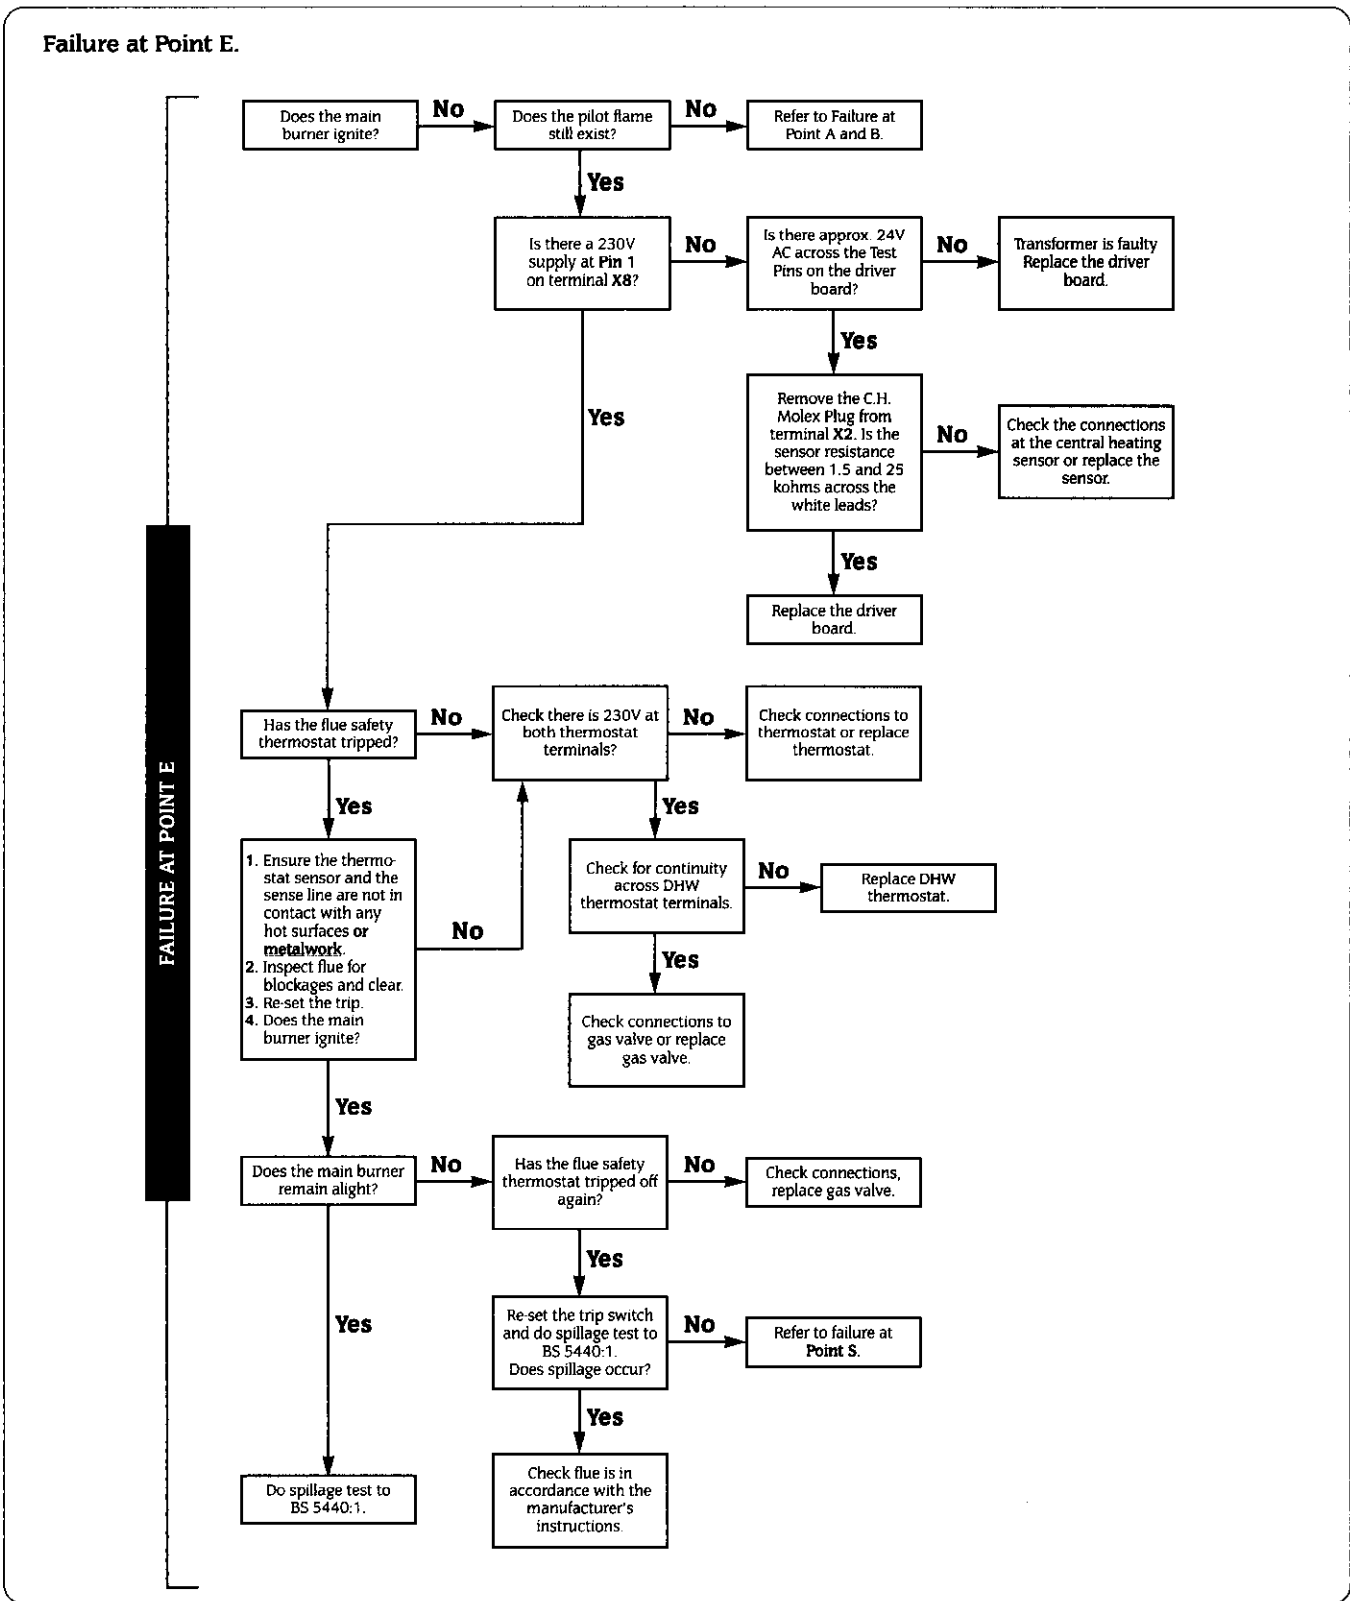 Failure at Point E.
Does the main
burner ignite?
No
Does the pilot flame
still exist?
No
Refer to Failure at
Point A and B.
Yes
Is there a 230V
supply at Pin 1
on terminal X8?
No
Is there approx. 24V
AC across the Test
Pins on the driver
board?
No
Transformer is faulty
Replace the driver
board.
Yes
Yes
Remove the C.H.
Molex Plug from
terminal X2. Is the
sensor resistance
between 1.5 and 25
kohms across the
white leads?
No
Check the connections
at the central heating
sensor or replace the
sensor.
Yes
Replace the driver
board.
FAILURE AT POINT E
Has the flue safety
thermostat tripped?
No
Check there is 230V at
both thermostat
terminals?
No
Check connections to
thermostat or replace
thermostat.
Yes
Yes
1. Ensure the thermo-
stat sensor and the
sense line are not in
contact with any
hot surfaces or
metalwork.
2. Inspect flue for
blockages and clear.
3. Re-set the trip.
4. Does the main
burner ignite?
No
Check for continuity
across DHW
thermostat terminals.
No
Replace DHW
thermostat.
Yes
Check connections to
gas valve or replace
gas valve.
Yes
Does the main burner
remain alight?
No
Has the flue safety
thermostat tripped off
again?
No
Check connections,
replace gas valve.
Yes
Yes
Re-set the trip switch
and do spillage test to
BS 5440:1.
Does spillage occur?
No
Refer to failure at
Point S.
Yes
Do spillage test to
BS 5440:1.
Check flue is in
accordance with the
manufacturer's
instructions.